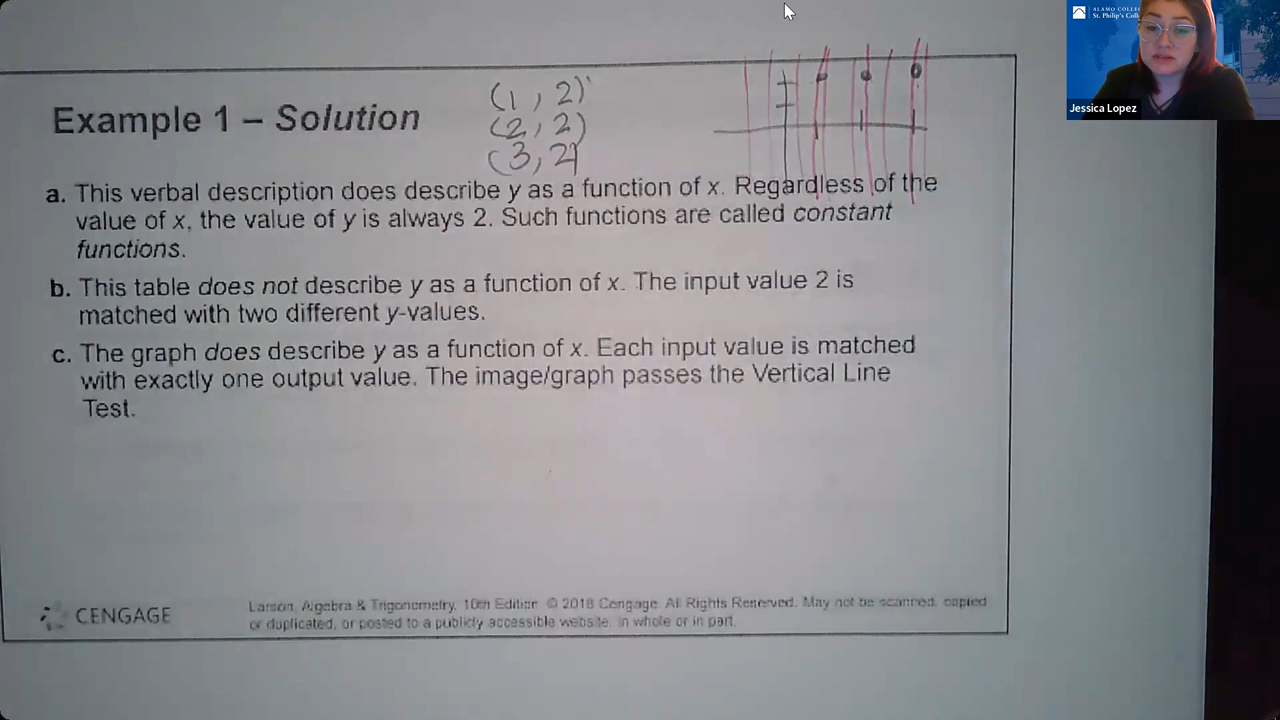 ALAMO COLLE
St. Philip's Coll
Jessica Lopez
(1, 2)
(2, 2)
(3, 2)
Example 1 – Solution
a. This verbal description does describe y as a function of x. Regardless of the
value of x, the value of y is always 2. Such functions are called constant
functions.
b. This table does not describe y as a function of x. The input value 2 is
matched with two different y-values.
c. The graph does describe y as a function of x. Each input value is matched
with exactly one output value. The image/graph passes the Vertical Line
Test.
CENGAGE
Larson, Algebra & Trigonometry, 10th Edition. © 2018 Cengage. All Rights Reserved. May not be scanned, copied
or duplicated, or posted to a publicly accessible website, in whole or in part.